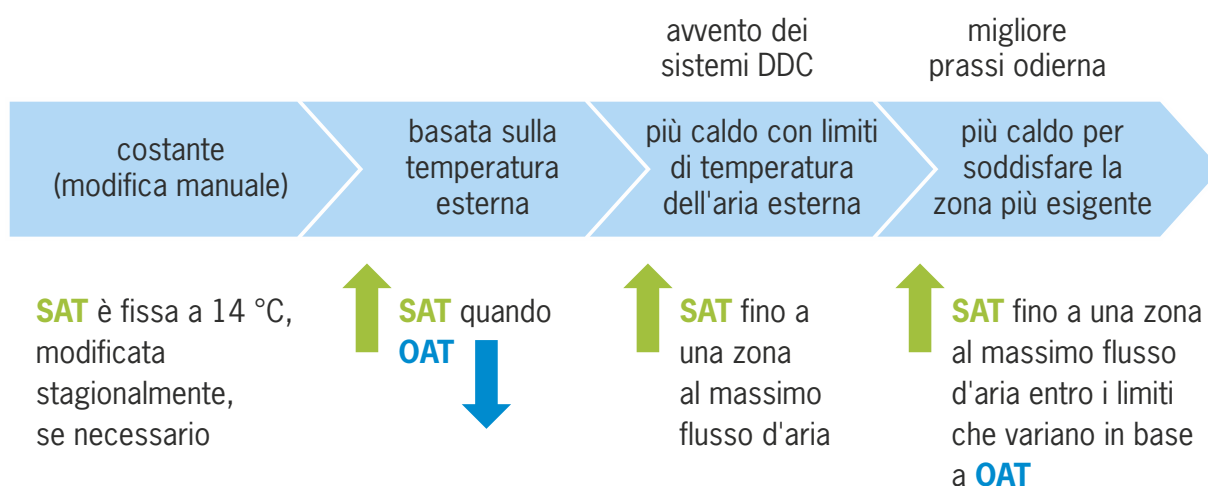 avvento dei
sistemi DDC
migliore
prassi odierna
costante
(modifica manuale)
basata sulla
temperatura
esterna
più caldo con limiti
di temperatura
dell'aria esterna
più caldo per
soddisfare la
zona più esigente
SAT è fissa a 14 °C,
modificata
stagionalmente,
se necessario
SAT quando
OAT
SAT fino a
una zona
al massimo
flusso d'aria
SAT fino a una zona
al massimo flusso
d'aria entro i limiti
che variano in base
a OAT